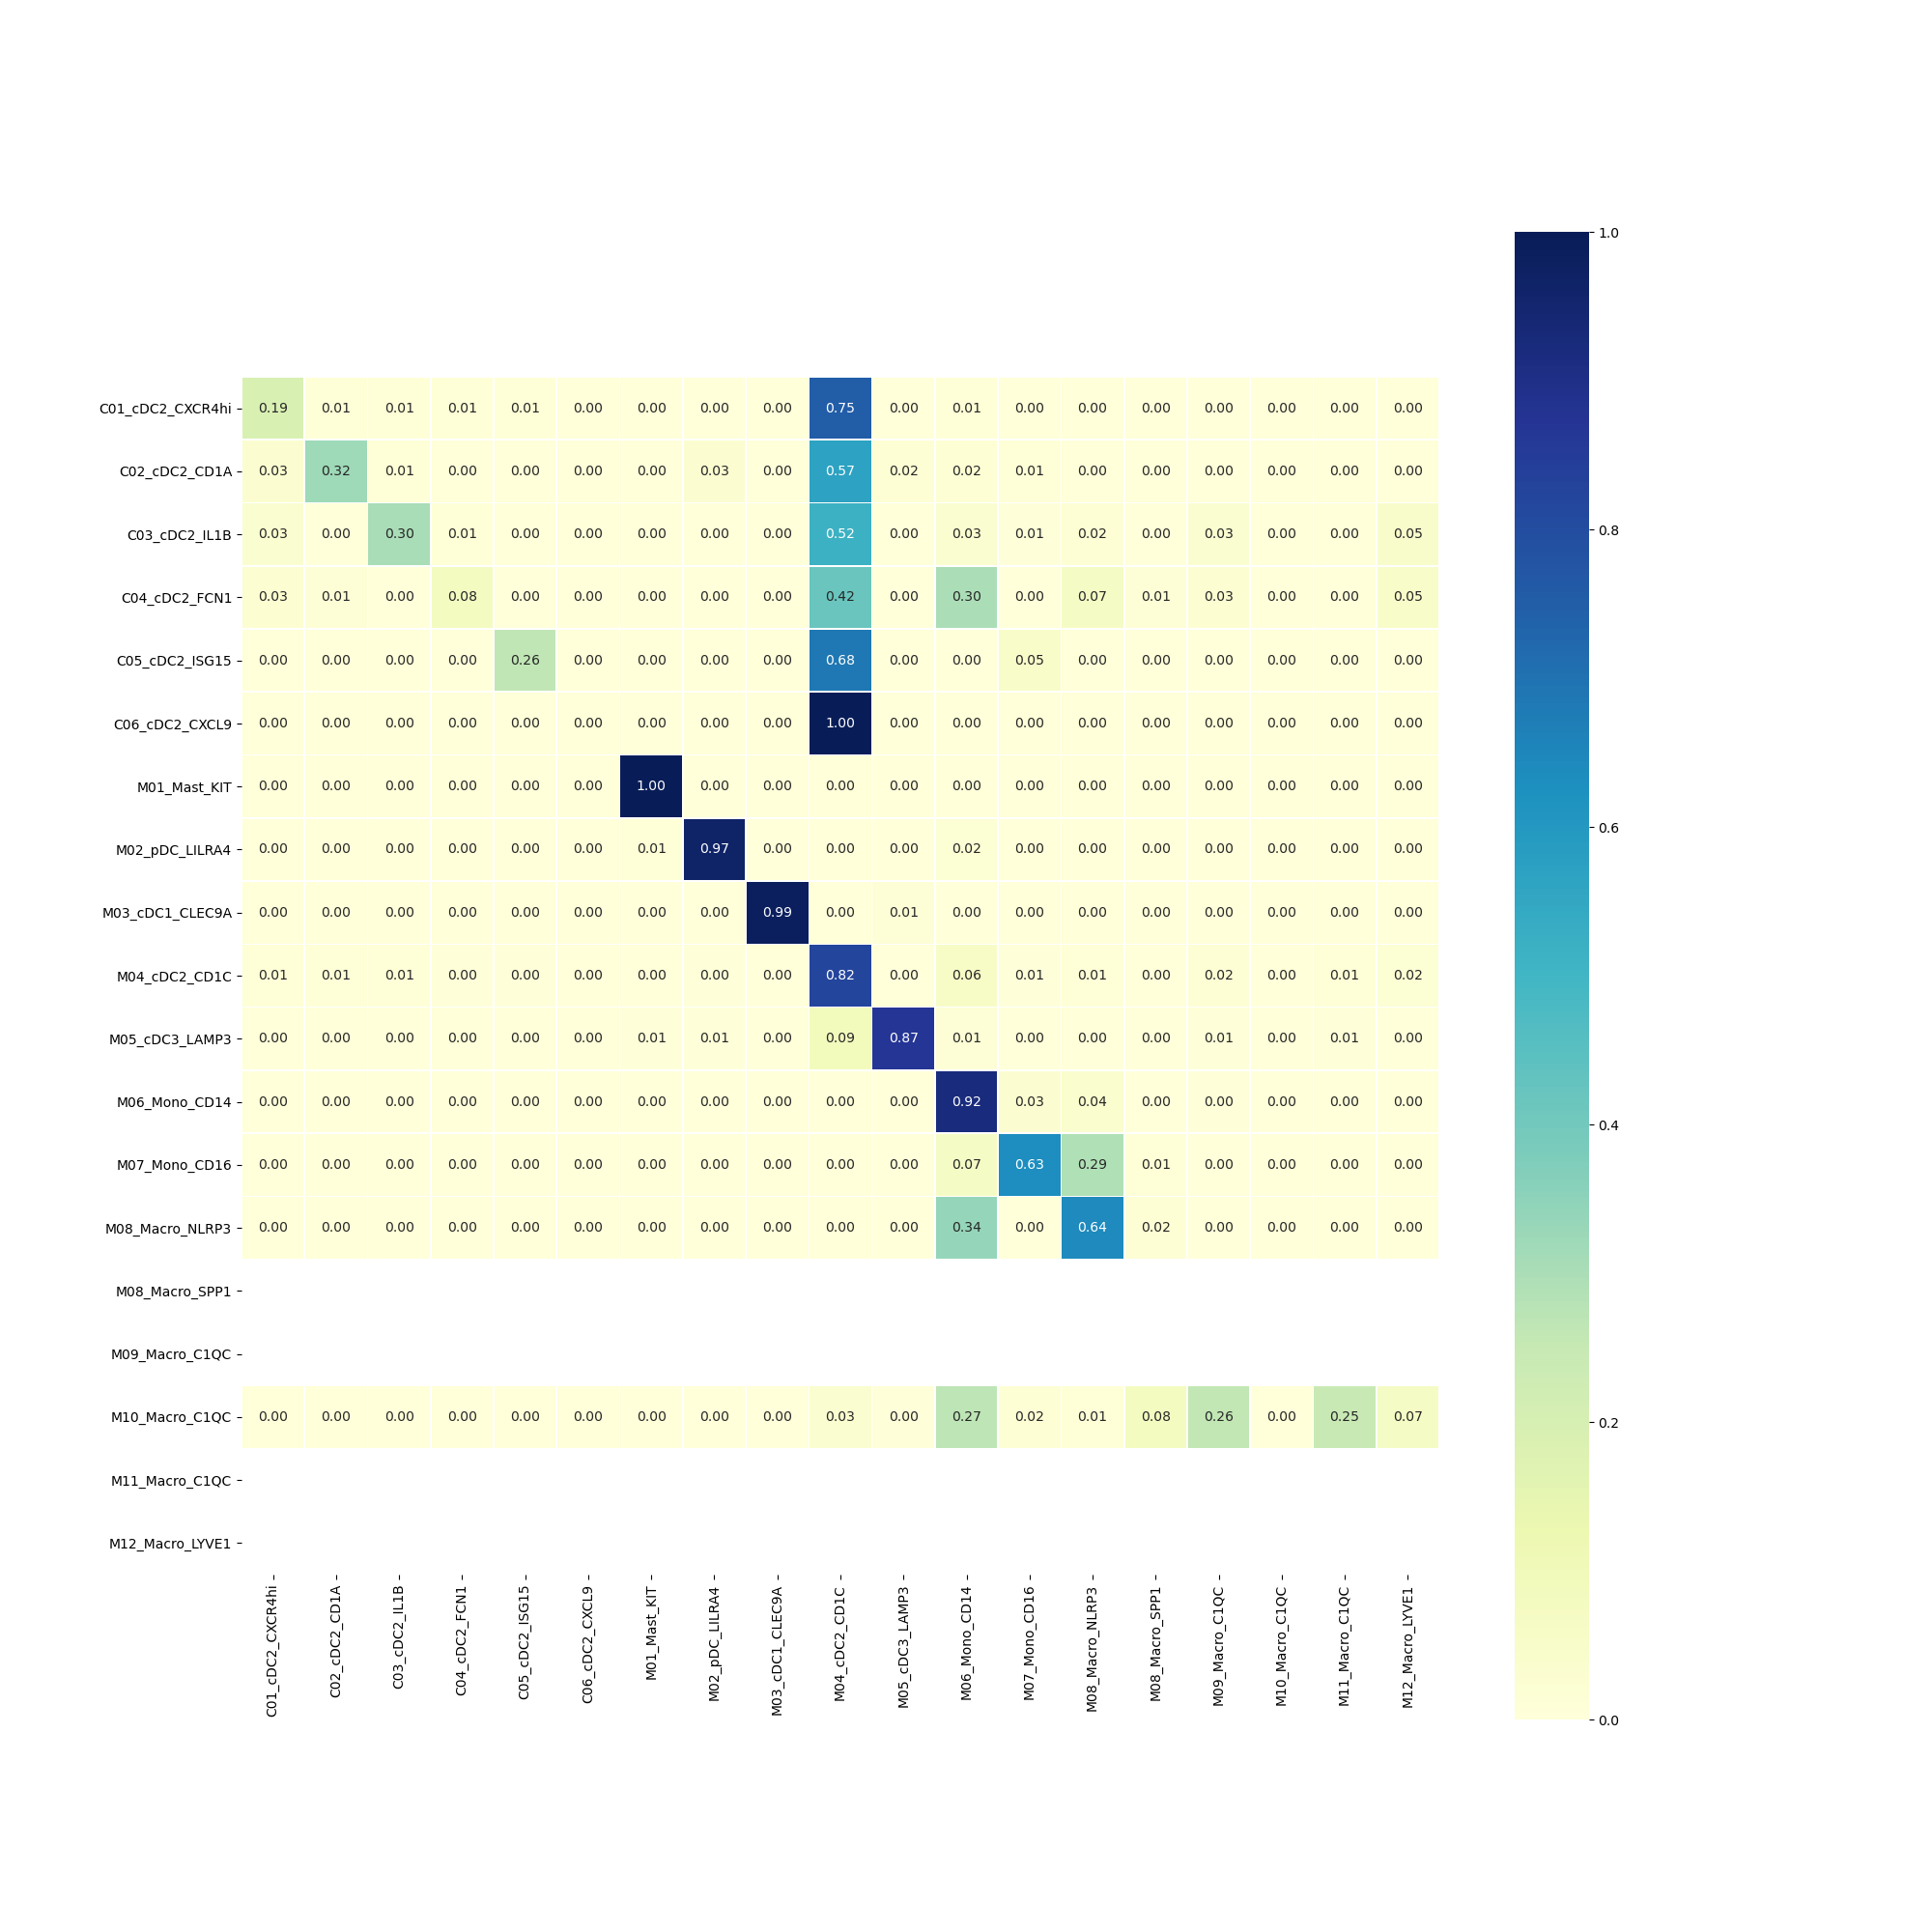 1.0
C01_cDC2_CXCR4hi 0.19 0.01 0.01 0.01 0.01 0.00 0.00 0.00 0.00 0.75 0.00 0.01 0.00 0.00 0.00 0.00 0.00 0.00 0.00
C02_cDC2_CD1A 0.03 0.32 0.01 0.00 0.00 0.00 0.00 0.03 0.00 0.57 0.02 0.02 0.01 0.00 0.00 0.00 0.00 0.00 0.00
C03_cDC2_IL1B 0.03 0.00 0.30 0.01 0.00 0.00 0.00 0.00 0.00 0.52 0.00 0.03 0.01 0.02 0.00 0.03 0.00 0.00 0.05
0.8
C04_cDC2_FCN1 0.03 0.01 0.00 0.08 0.00 0.00 0.00 0.00 0.00 0.42 0.00 0.30 0.00 0.07 0.01 0.03 0.00 0.00 0.05
C05_cDC2_ISG15 0.00 0.00 0.00 0.00 0.26 0.00 0.00 0.00 0.00 0.68 0.00 0.00 0.05 0.00 0.00 0.00 0.00 0.00 0.00
C06_cDC2_CXCL9 0.00 0.00 0.00 0.00 0.00 0.00 0.00 0.00 0.00 1.00 0.00 0.00 0.00 0.00 0.00 0.00 0.00 0.00 0.00
M01_Mast_KIT 0.00 0.00 0.00 0.00 0.00 0.00 1.00 0.00 0.00 0.00 0.00 0.00 0.00 0.00 0.00 0.00 0.00 0.00 0.00
0.6
M02_pDC_LILRA4 0.00 0.00 0.00 0.00 0.00 0.00 0.01 0.97 0.00 0.00 0.00 0.02 0.00 0.00 0.00 0.00 0.00 0.00 0.00
M03_cDC1_CLEC9A 0.00 0.00 0.00 0.00 0.00 0.00 0.00 0.00 0.99 0.00 0.01 0.00 0.00 0.00 0.00 0.00 0.00 0.00 0.00
M04_cDC2_CD1C 0.01 0.01 0.01 0.00 0.00 0.00 0.00 0.00 0.00 0.82 0.00 0.06 0.01 0.01 0.00 0.02 0.00 0.01 0.02
M05_cDC3_LAMP3 0.00 0.00 0.00 0.00 0.00 0.00 0.01 0.01 0.00 0.09 0.87 0.01 0.00 0.00 0.00 0.01 0.00 0.01 0.00
M06_Mono_CD14 0.00 0.00 0.00 0.00 0.00 0.00 0.00 0.00 0.00 0.00 0.00 0.92 0.03 0.04 0.00 0.00 0.00 0.00 0.00
0.4
M07_Mono_CD16 0.00 0.00 0.00 0.00 0.00 0.00 0.00 0.00 0.00 0.00 0.00 0.07 0.63 0.29 0.01 0.00 0.00 0.00 0.00
M08_Macro_NLRP3 0.00 0.00 0.00 0.00 0.00 0.00 0.00 0.00 0.00 0.00 0.00 0.34 0.00 0.64 0.02 0.00 0.00 0.00 0.00
M08_Macro_SPP1
M09_Macro_C1QC
M10_Macro_C1QC 0.00 0.00 0.00 0.00 0.00 0.00 0.00 0.00 0.00 0.03 0.00 0.27 0.02 0.01 0.08 0.26 0.00 0.25 0.07
0.2
M11_Macro_C1QC
M12_Macro_LYVE1
C01_cDC2_CXCR4hi
C02_cDC2_CD1A
C03_cDC2_IL1B
C04_cDC2_FCN1
C05_cDC2_ISG15
C06_cDC2_CXCL9
M01_Mast_KIT
M02_pDC_LILRA4
M03_cDC1_CLEC9A
M04_cDC2_CD1C
M05_cDC3_LAMP3
M06_Mono_CD14
M07_Mono_CD16
M08_Macro_NLRP3
M08_Macro_SPP1
M09_Macro_C1QC
M10_Macro_C1QC
M11_Macro_C1QC
M12_Macro_LYVE1
0.0